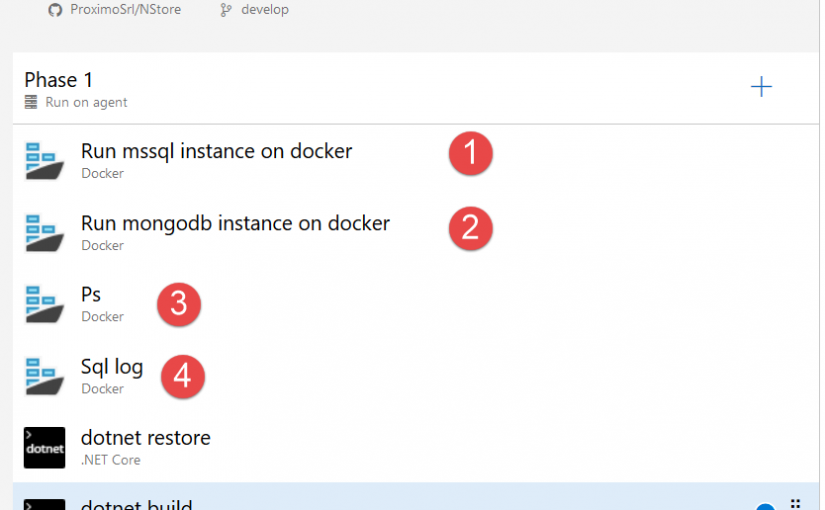 ProximoSrl/NStore develop
Phase 1
Run on agent
Run mssql instance on docker 1
Docker
Run mongodb instance on docker 2
Docker
Ps 3
Docker
Sql log 4
Docker
dotnet dotnet restore
.NET Core
dotnet build